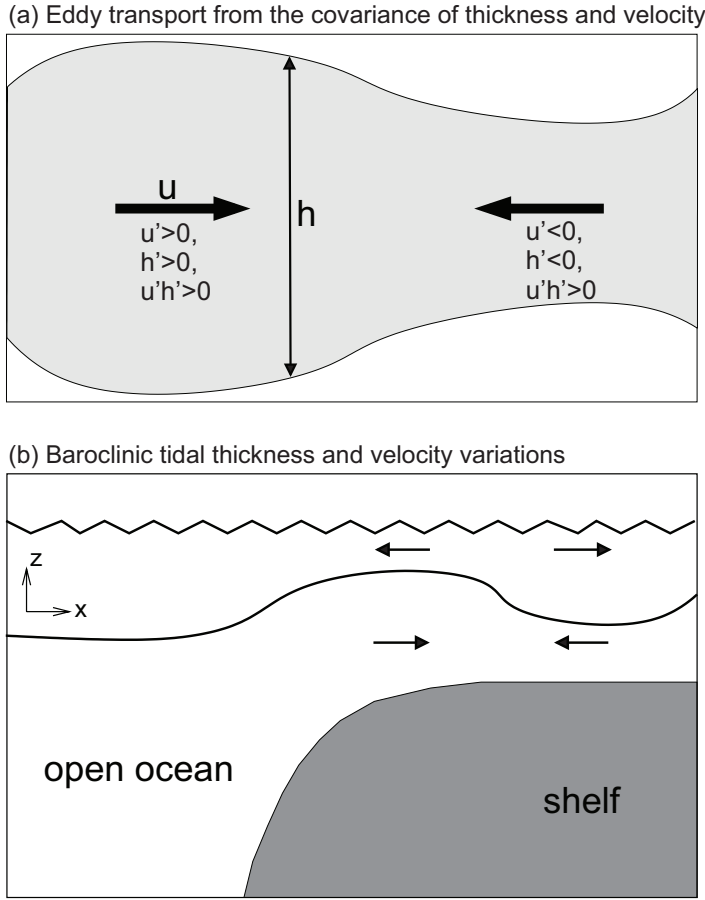 (a) Eddy transport from the covariance of thickness and velocity
u
h
u'>0,
h'>0,
u'h'>0
u'<0,
h'<0,
u'h'>0
(b) Baroclinic tidal thickness and velocity variations
z
x
open ocean
shelf